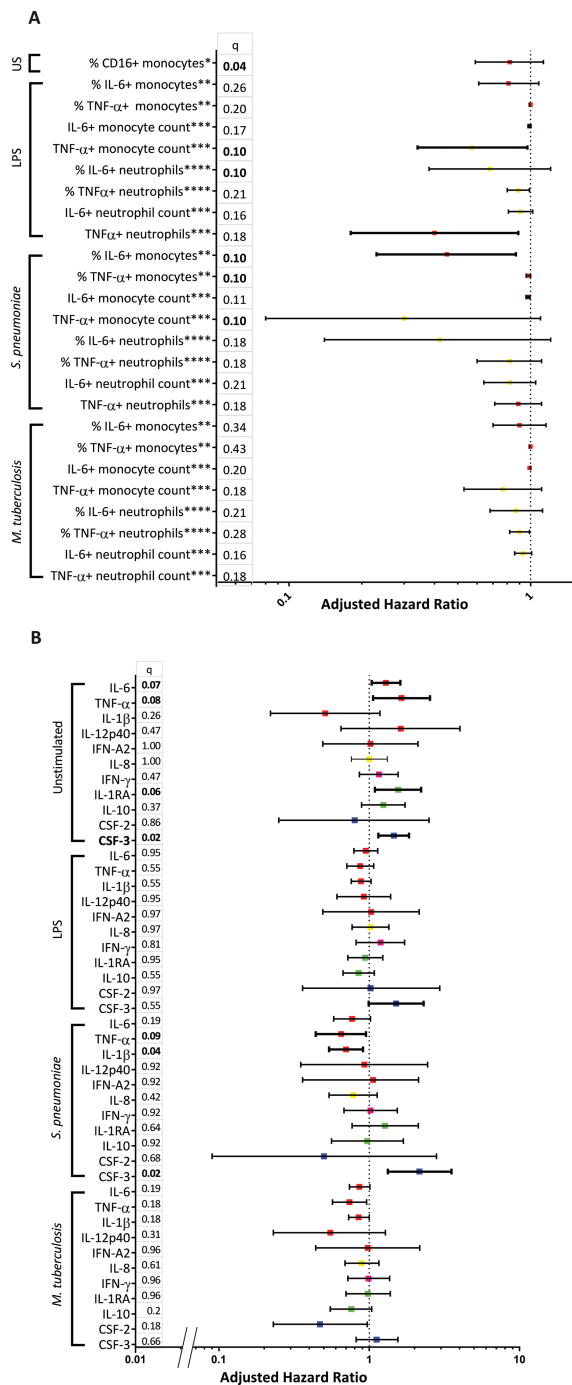 A
q
US
% CD16+ monocytes* 0.04
LPS
% IL-6+ monocytes** 0.26
% TNF-α+ monocytes** 0.20
IL-6+ monocyte count*** 0.17
TNF-α+ monocyte count*** 0.10
% IL-6+ neutrophils**** 0.10
% TNFα+ neutrophils**** 0.21
IL-6+ neutrophil count*** 0.16
TNFα+ neutrophils*** 0.18
S. pneumoniae
% IL-6+ monocytes** 0.10
% TNF-α+ monocytes** 0.10
IL-6+ monocyte count*** 0.11
TNF-α+ monocyte count*** 0.10
% IL-6+ neutrophils**** 0.18
% TNF-α+ neutrophils**** 0.18
IL-6+ neutrophil count*** 0.21
TNF-α+ neutrophils*** 0.18
M. tuberculosis
% IL-6+ monocytes** 0.34
% TNF-α+ monocytes** 0.43
IL-6+ monocyte count*** 0.20
TNF-α+ monocyte count*** 0.18
% IL-6+ neutrophils**** 0.21
% TNF-α+ neutrophils**** 0.28
IL-6+ neutrophil count*** 0.16
TNF-α+ neutrophil count*** 0.18
0.1 1
Adjusted Hazard Ratio
B
q
Unstimulated
IL-6 0.07
TNF-α 0.08
IL-1β 0.26
IL-12p40 0.47
IFN-A2 1.00
IL-8 1.00
IFN-γ 0.47
IL-1RA 0.06
IL-10 0.37
CSF-2 0.86
CSF-3 0.02
LPS
IL-6 0.95
TNF-α 0.55
IL-1β 0.55
IL-12p40 0.95
IFN-A2 0.97
IL-8 0.97
IFN-γ 0.81
IL-1RA 0.95
IL-10 0.55
CSF-2 0.97
CSF-3 0.55
S. pneumoniae
IL-6 0.19
TNF-α 0.09
IL-1β 0.04
IL-12p40 0.92
IFN-A2 0.92
IL-8 0.42
IFN-γ 0.92
IL-1RA 0.64
IL-10 0.92
CSF-2 0.68
CSF-3 0.02
M. tuberculosis
IL-6 0.19
TNF-α 0.18
IL-1β 0.18
IL-12p40 0.31
IFN-A2 0.96
IL-8 0.61
IFN-γ 0.96
IL-1RA 0.96
IL-10 0.2
CSF-2 0.18
CSF-3 0.66
0.01 0.1 1 10
Adjusted Hazard Ratio